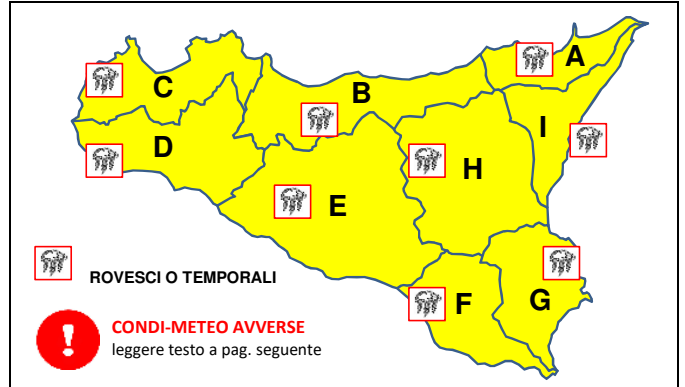 A
C
B
I
D
H
E
ROVESCI O TEMPORALI
F
G
CONDI-METEO AVVERSE
leggere testo a pag. seguente